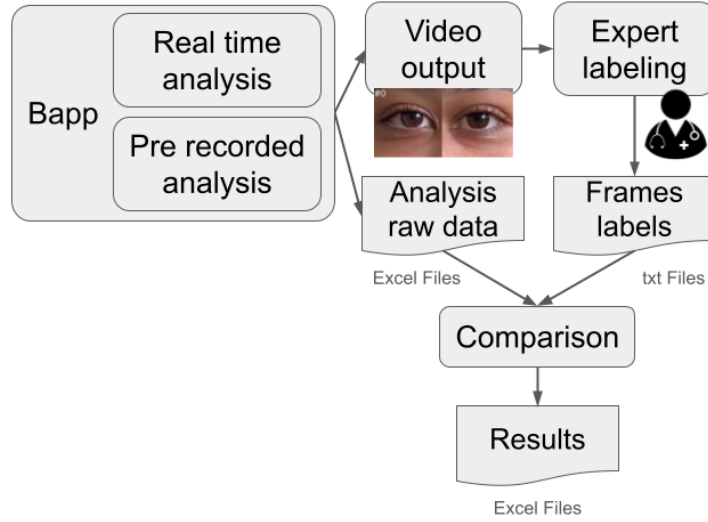 Bapp
Real time
analysis
Pre recorded
analysis
Video
output
#0
Expert
labeling
Analysis
raw data
Excel Files
Frames
labels
txt Files
Comparison
Results
Excel Files